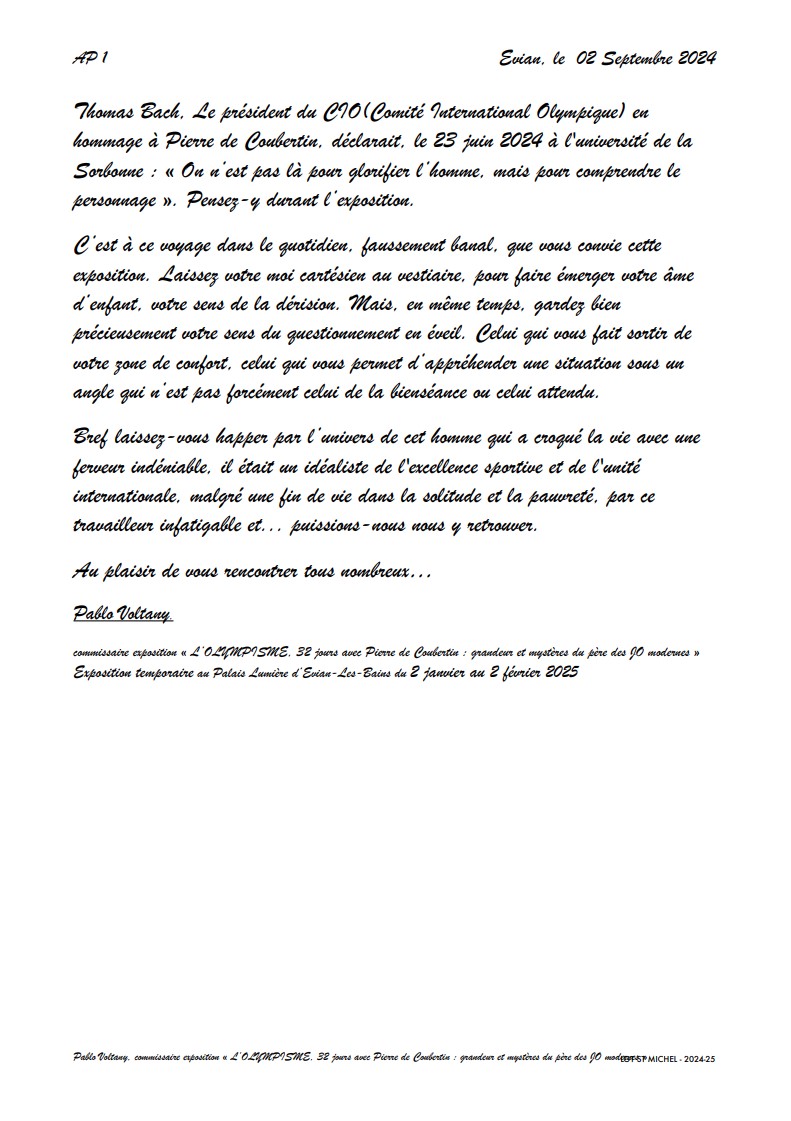 AP 1
Evian, le 02 Septembre 2024
Thomas Bach, Le président du CIO(Comité International Olympique) en
hommage à Pierre de Coubertin, déclarait, le 23 juin 2024 à l'université de la
Sorbonne : « On n'est pas là pour glorifier l'homme, mais pour comprendre le
personnage ». Pensez-y durant l'exposition.
C'est à ce voyage dans le quotidien, faussement banal, que vous convie cette
exposition. Laissez votre moi cartésien au vestiaire, pour faire émerger votre âme
d'enfant, votre sens de la dérision. Mais, en même temps, gardez bien
précieusement votre sens du questionnement en éveil. Celui qui vous fait sortir de
votre zone de confort, celui qui vous permet d'appréhender une situation sous un
angle qui n'est pas forcément celui de la bienséance ou celui attendu.
Bref laissez-vous happer par l'univers de cet homme qui a croqué la vie avec une
ferveur indéniable, il était un idéaliste de l'excellence sportive et de l'unité
internationale, malgré une fin de vie dans la solitude et la pauvreté, par ce
travailleur infatigable et... puissions-nous nous y retrouver.
Au plaisir de vous rencontrer tous nombreux...
Pablo Voltany,
commissaire exposition « L'OLYMPISME, 32 jours avec Pierre de Coubertin : grandeur et mystères du père des JO modernes »
Exposition temporaire au Palais Lumière d'Evian-Les-Bains du 2 janvier au 2 février 2025
Pablo Voltany, commissaire exposition « L'OLYMPISME, 32 jours avec Pierre de Coubertin : grandeur et mystères du père des JO modernes »
ST MICHEL - 2024-25